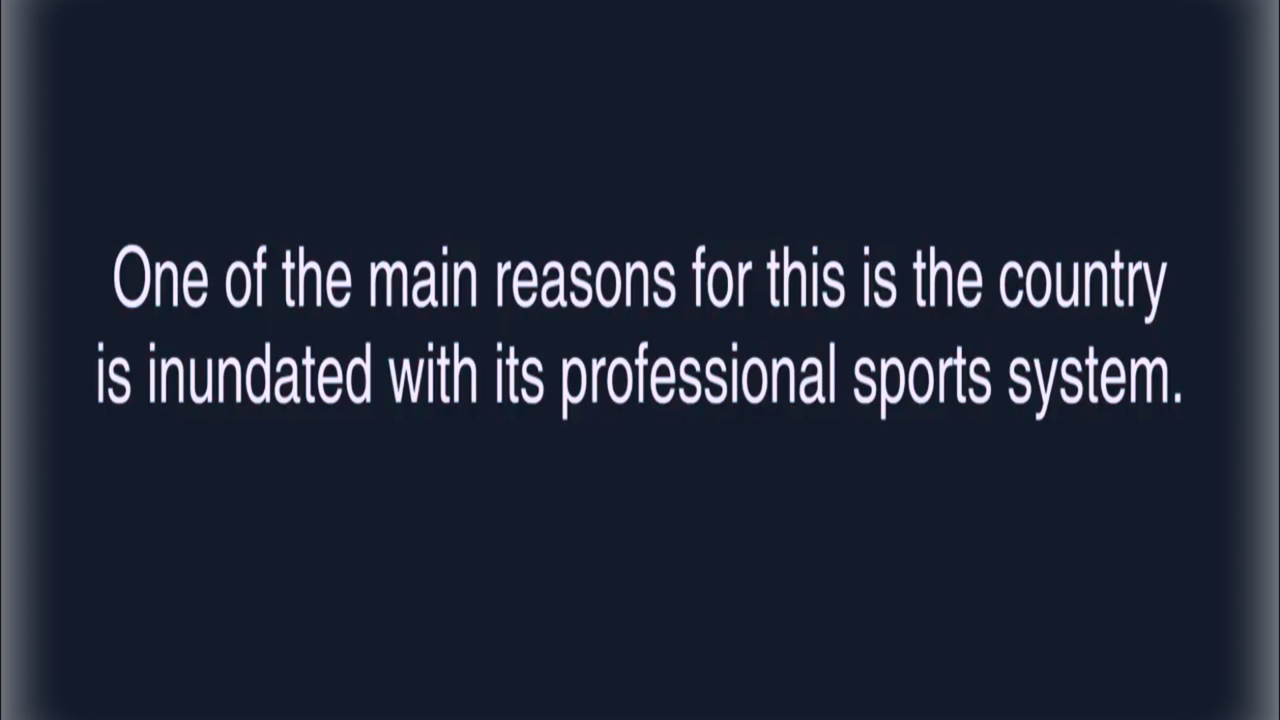 One of the main reasons for this is the country
is inundated with its professional sports system.